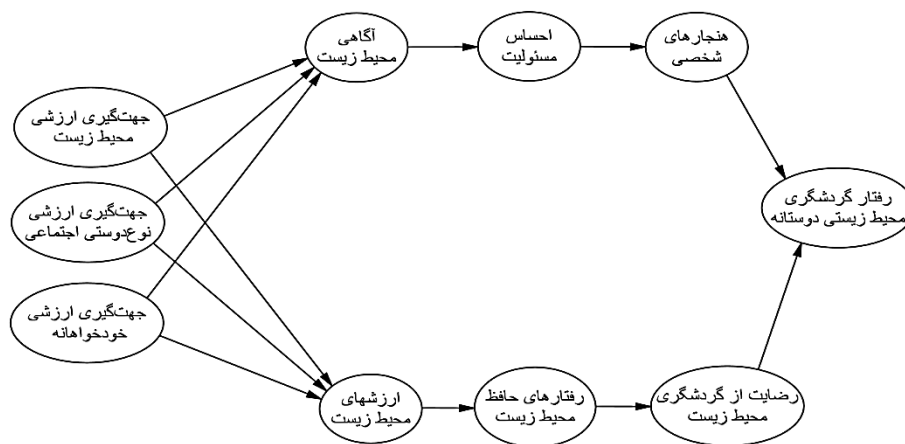 آگاهی
محیط زیست
احساس
مسئولیت
هنجارهای
شخصی
جهت‌گیری ارزشی
محیط زیست
جهت‌گیری ارزشی
نوع‌دوستی اجتماعی
جهت‌گیری ارزشی
خودخواهانه
رفتار گردشگری
محیط زیستی دوستانه
ارزشهای
محیط زیست
رفتارهای حافظ
محیط زیست
رضایت از گردشگری
محیط زیست